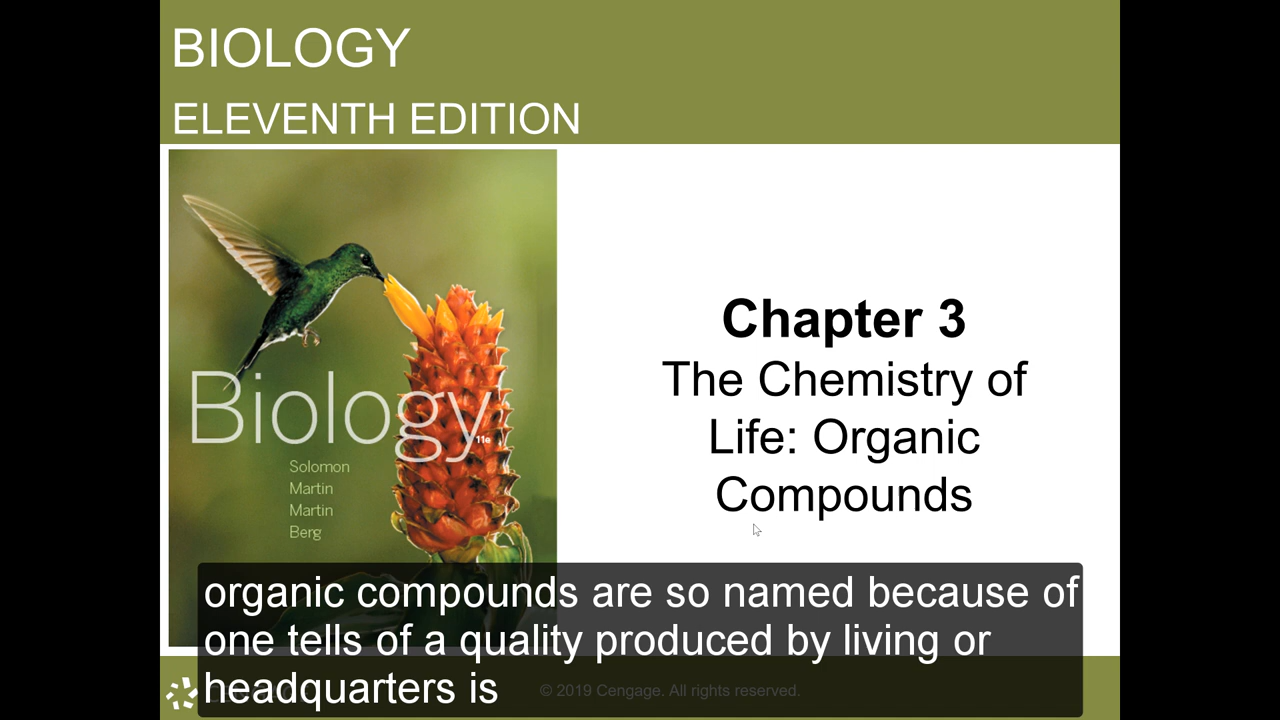 BIOLOGY
ELEVENTH EDITION
Biology
11e
Solomon
Martin
Martin
Berg
Chapter 3
The Chemistry of
Life: Organic
Compounds
organic compounds are so named because of
one tells of a quality produced by living or
headquarters is
© 2019 Cengage. All rights reserved.